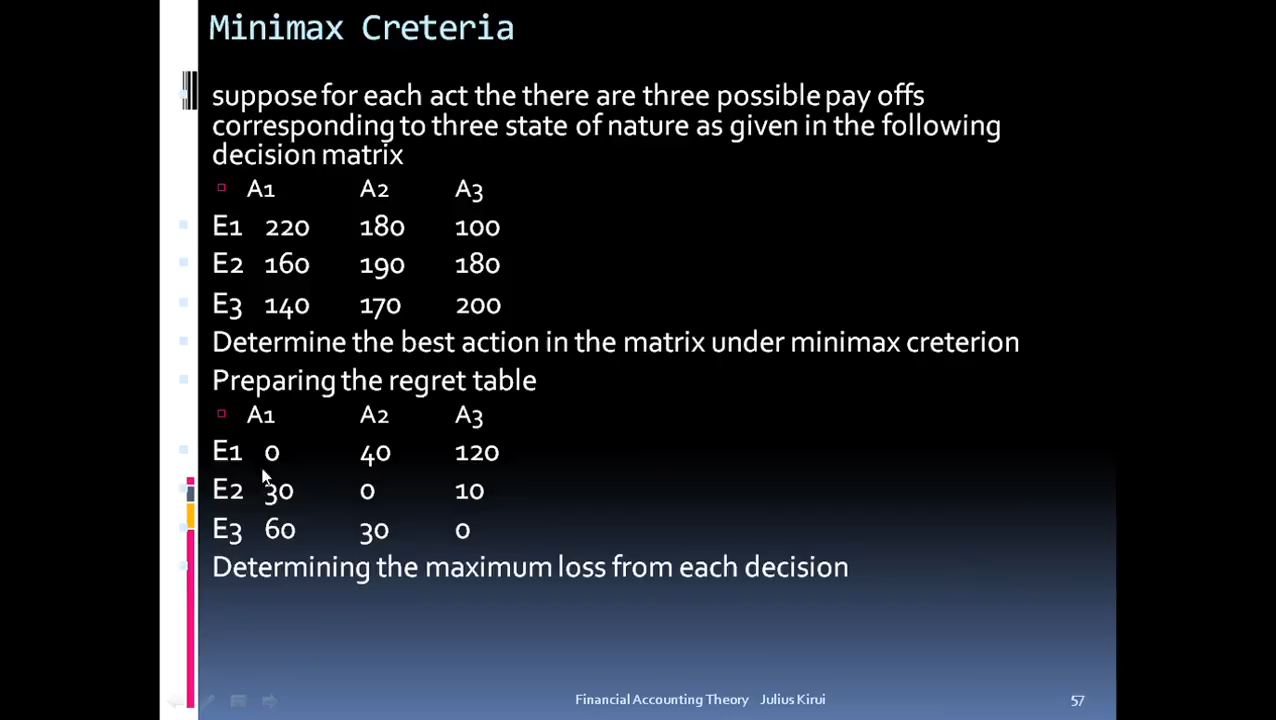 Minimax Creteria
suppose for each act the there are three possible pay offs
corresponding to three state of nature as given in the following
decision matrix
A1 A2 A3
E1 220 180 100
E2 160 190 180
E3 140 170 200
Determine the best action in the matrix under minimax creterion
Preparing the regret table
A1 A2 A3
E1 0 40 120
E2 30 0 10
E3 60 30 0
Determining the maximum loss from each decision
Financial Accounting Theory Julius Kirui 57